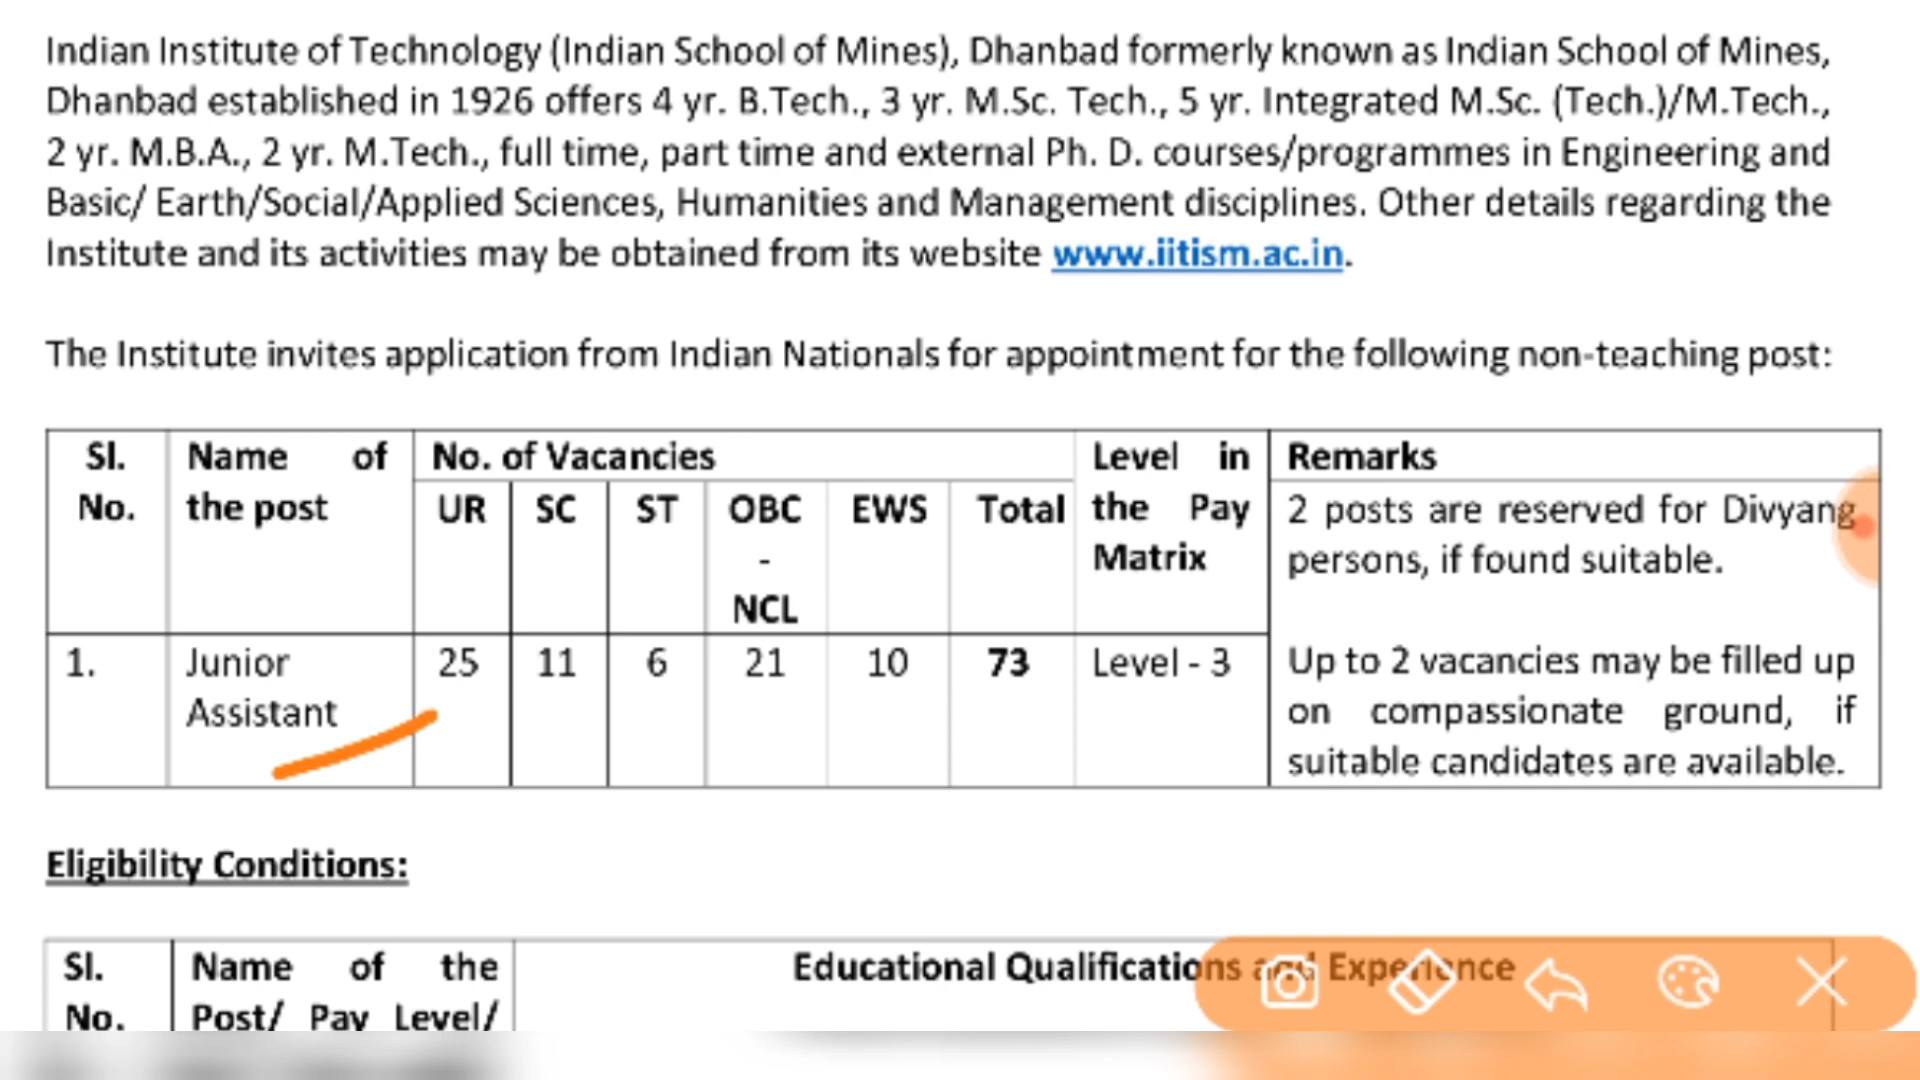 Indian Institute of Technology (Indian School of Mines), Dhanbad formerly known as Indian School of Mines,
Dhanbad established in 1926 offers 4 yr. B.Tech., 3 yr. M.Sc. Tech., 5 yr. Integrated M.Sc. (Tech.)/M.Tech.,
2 yr. M.B.A., 2 yr. M.Tech., full time, part time and external Ph. D. courses/programmes in Engineering and
Basic/ Earth/Social/Applied Sciences, Humanities and Management disciplines. Other details regarding the
Institute and its activities may be obtained from its website www.iitism.ac.in.
The Institute invites application from Indian Nationals for appointment for the following non-teaching post:
Sl. Name of No. of Vacancies Level in Remarks
No. the post UR SC ST OBC EWS Total the Pay 2 posts are reserved for Divyang
- Matrix persons, if found suitable.
NCL
1. Junior 25 11 6 21 10 73 Level - 3 Up to 2 vacancies may be filled up
Assistant on compassionate ground, if
suitable candidates are available.
Eligibility Conditions:
Sl. Name of the Educational Qualifications and Experience
No. Post/ Pay Level/